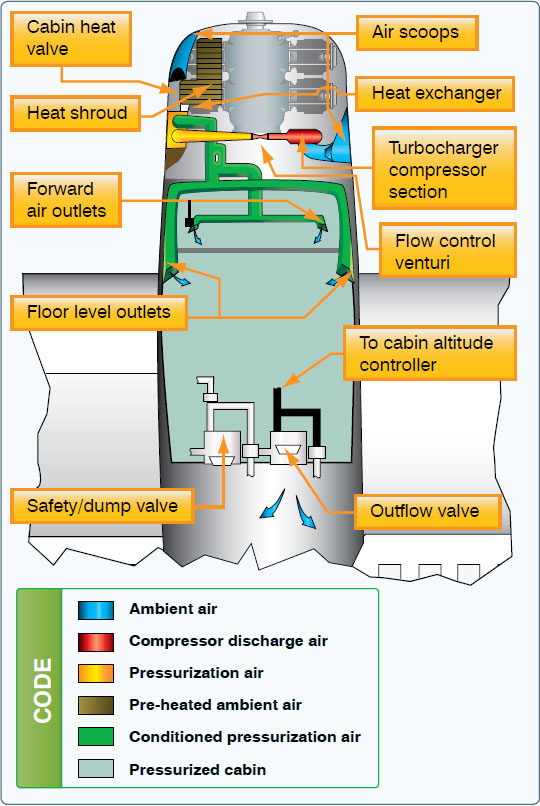 Cabin heat
valve
Air scoops
Heat shroud
Heat exchanger
Turbocharger
compressor
section
Forward
air outlets
Flow control
venturi
Floor level outlets
To cabin altitude
controller
Safety/dump valve
Outflow valve
CODE
Ambient air
Compressor discharge air
Pressurization air
Pre-heated ambient air
Conditioned pressurization air
Pressurized cabin